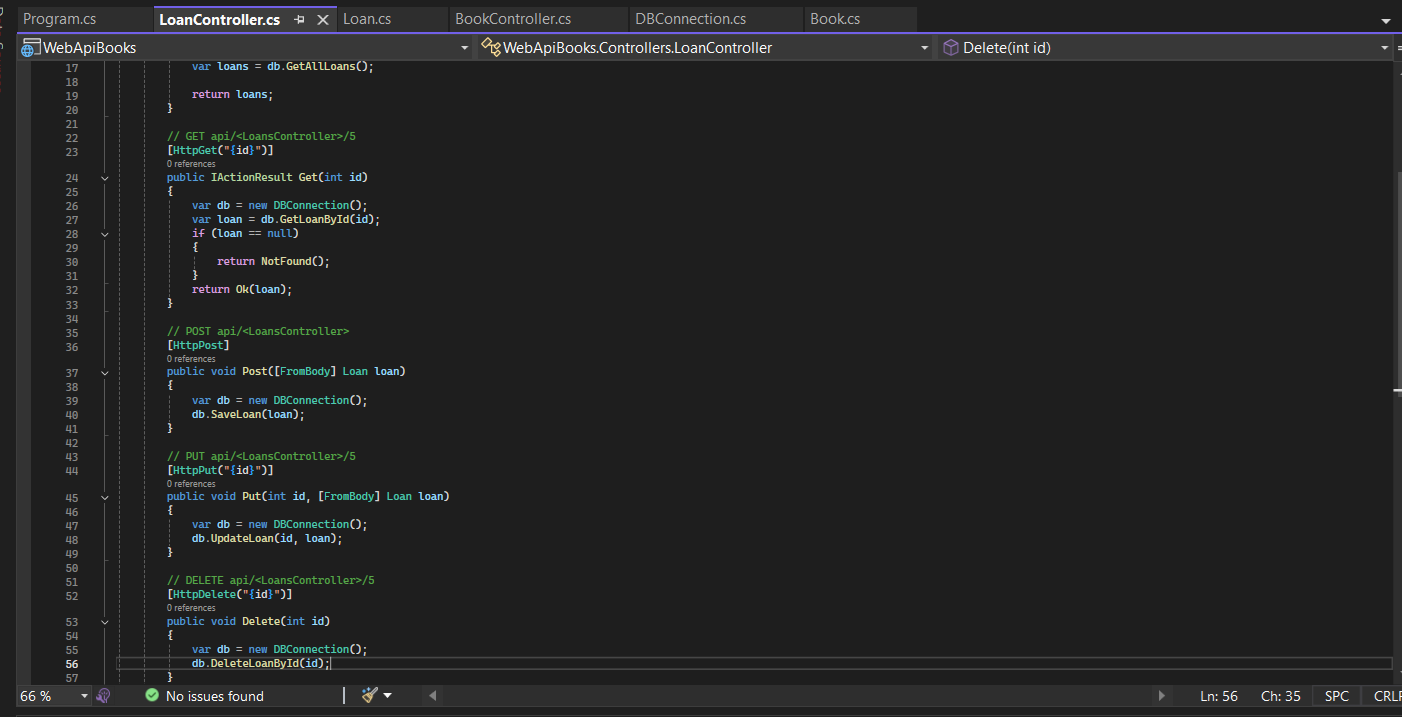 Program.cs LoanController.cs Loan.cs BookController.cs DBConnection.cs Book.cs
WebApiBooks WebApiBooks.Controllers.LoanController Delete(int id)
17 var loans = db.GetAllLoans();
18
19 return loans;
20 }
21
22 // GET api/<LoansController>/5
23 [HttpGet("{id}")]
0 references
24 public IActionResult Get(int id)
25 {
26 var db = new DBConnection();
27 var loan = db.GetLoanById(id);
28 if (loan == null)
29 {
30 return NotFound();
31 }
32 return Ok(loan);
33 }
34
35 // POST api/<LoansController>
36 [HttpPost]
0 references
37 public void Post([FromBody] Loan loan)
38 {
39 var db = new DBConnection();
40 db.SaveLoan(loan);
41 }
42
43 // PUT api/<LoansController>/5
44 [HttpPut("{id}")]
0 references
45 public void Put(int id, [FromBody] Loan loan)
46 {
47 var db = new DBConnection();
48 db.UpdateLoan(id, loan);
49 }
50
51 // DELETE api/<LoansController>/5
52 [HttpDelete("{id}")]
0 references
53 public void Delete(int id)
54 {
55 var db = new DBConnection();
56 db.DeleteLoanById(id);
57 }
66 % No issues found Ln: 56 Ch: 35 SPC CRLF